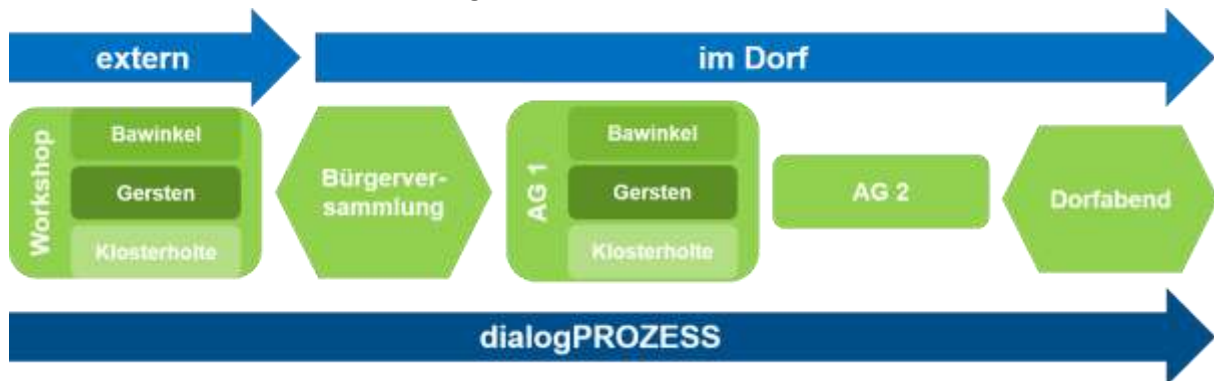 extern
im Dorf
Workshop
Bawinkel
Gersten
Klosterholte
Bürgerver-
sammlung
AG 1
Bawinkel
Gersten
Klosterholte
AG 2
Dorfabend
dialogPROZESS